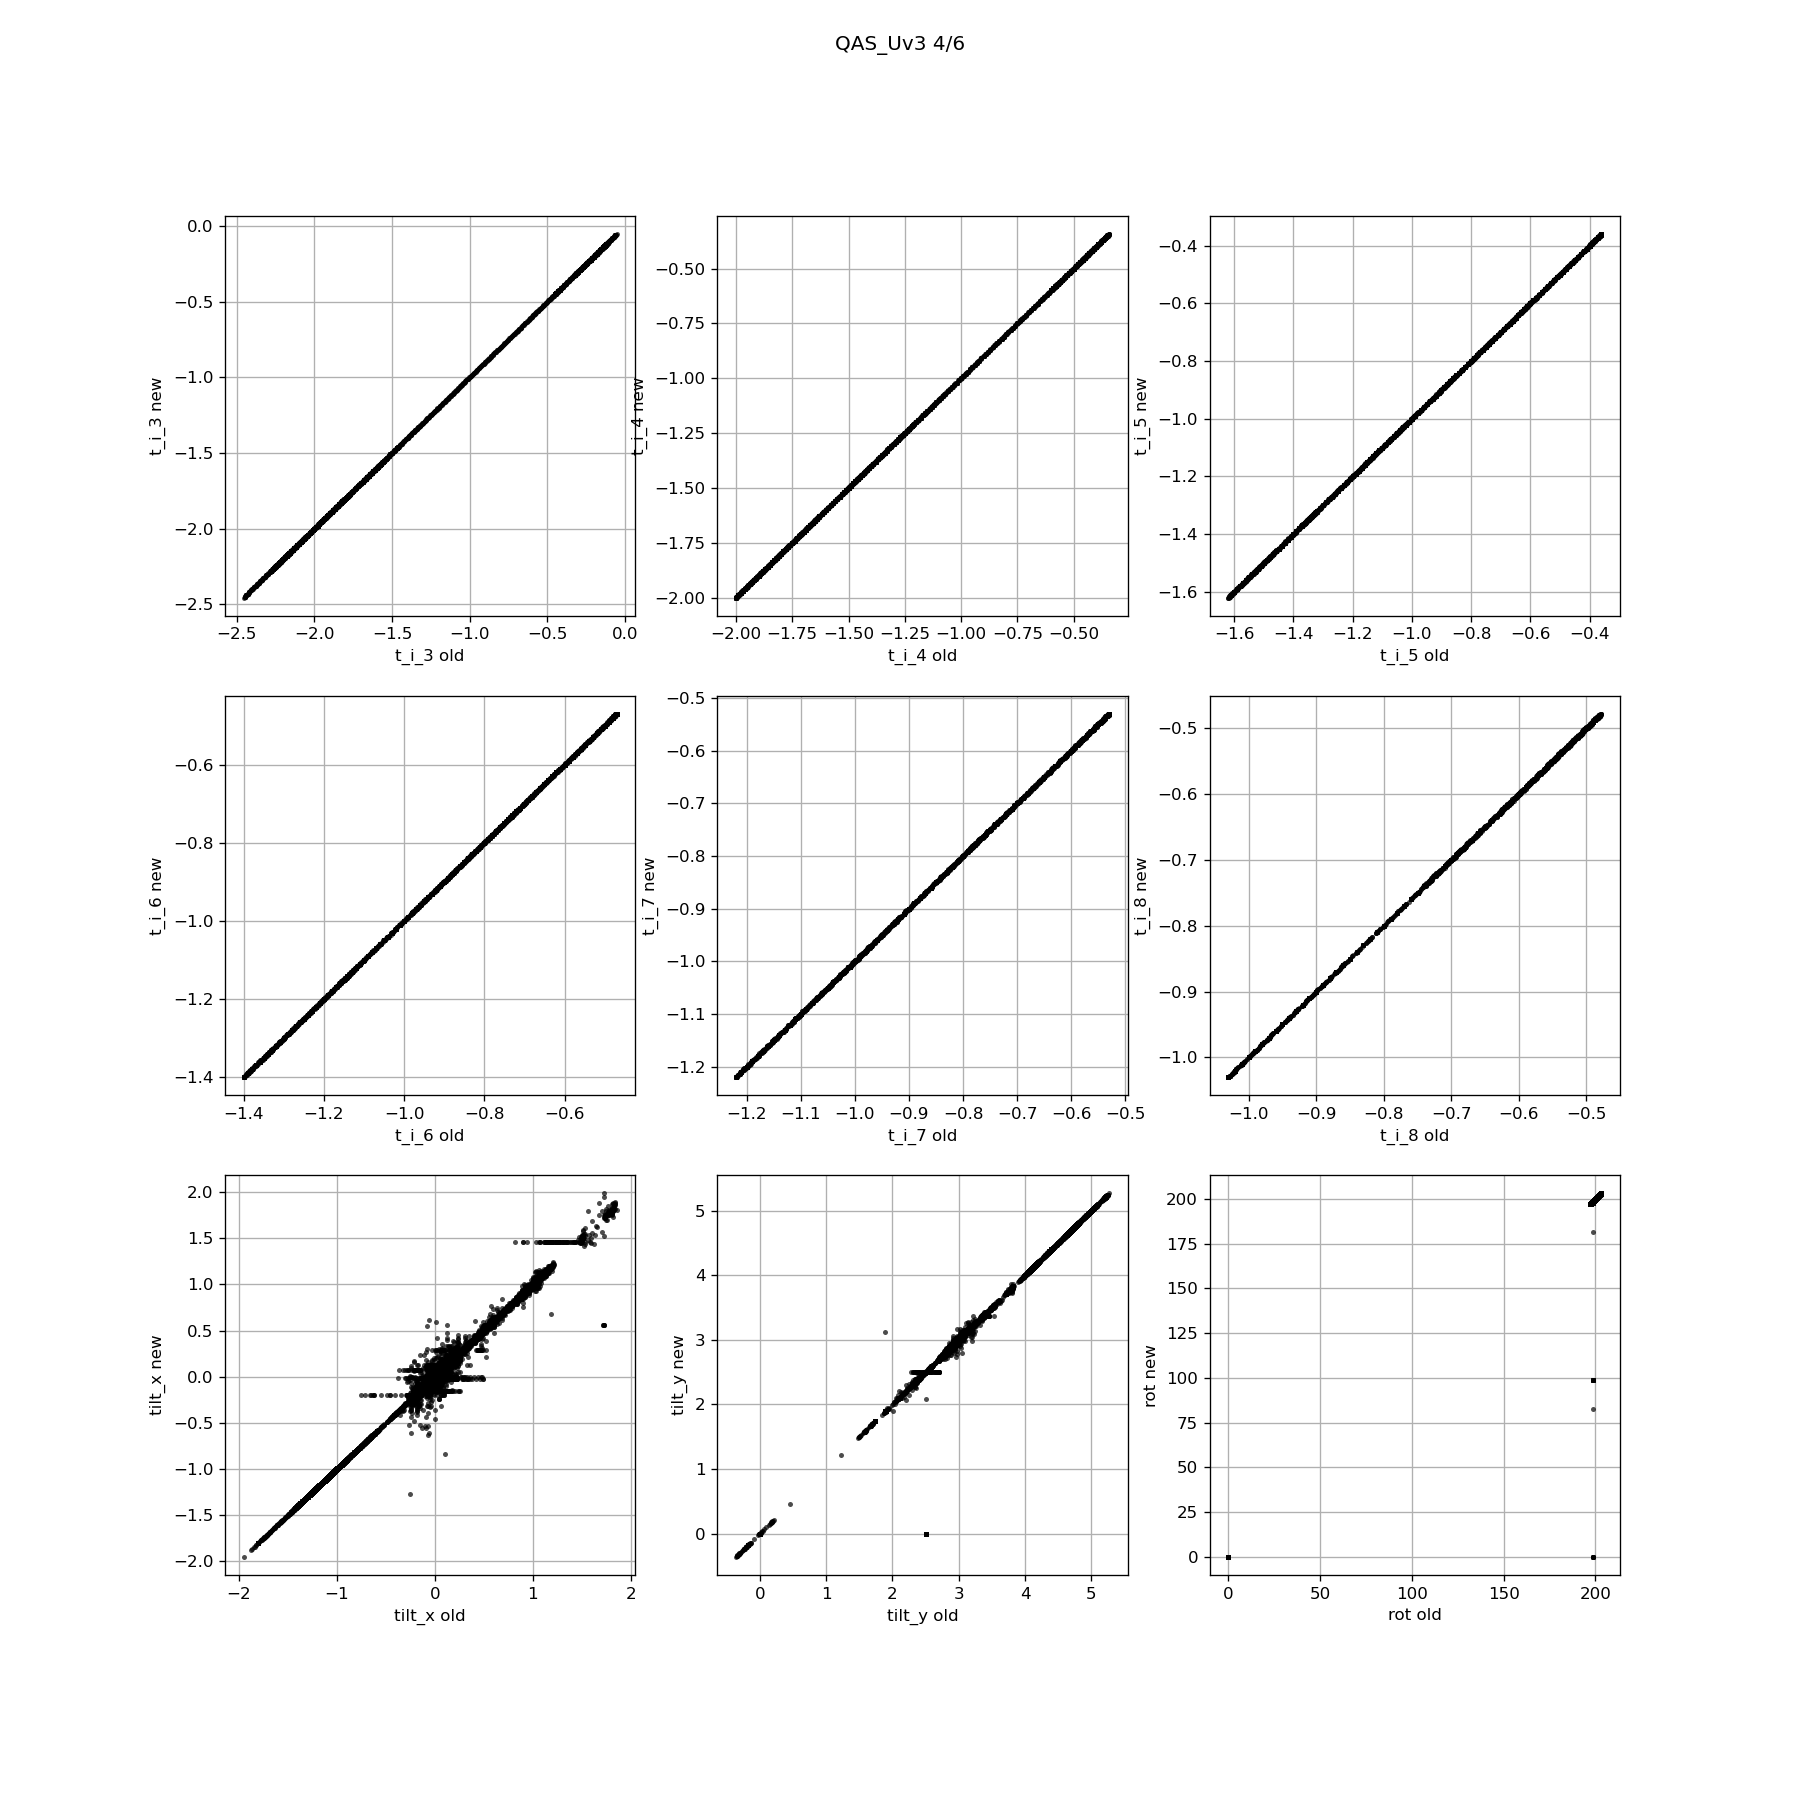 QAS_Uv3 4/6
0.0
−0.5
−1.0
−1.5
−2.0
−2.5
t_i_3 new
−2.5 −2.0 −1.5 −1.0 −0.5 0.0
t_i_3 old
−0.50
−0.75
−1.00
−1.25
−1.50
−1.75
−2.00
t_i_4 new
−2.00 −1.75 −1.50 −1.25 −1.00 −0.75 −0.50
t_i_4 old
−0.4
−0.6
−0.8
−1.0
−1.2
−1.4
−1.6
t_i_5 new
−1.6 −1.4 −1.2 −1.0 −0.8 −0.6 −0.4
t_i_5 old
−0.6
−0.8
−1.0
−1.2
−1.4
t_i_6 new
−1.4 −1.2 −1.0 −0.8 −0.6
t_i_6 old
−0.5
−0.6
−0.7
−0.8
−0.9
−1.0
−1.1
−1.2
t_i_7 new
−1.2 −1.1 −1.0 −0.9 −0.8 −0.7 −0.6 −0.5
t_i_7 old
−0.5
−0.6
−0.7
−0.8
−0.9
−1.0
t_i_8 new
−1.0 −0.9 −0.8 −0.7 −0.6 −0.5
t_i_8 old
2.0
1.5
1.0
0.5
0.0
−0.5
−1.0
−1.5
−2.0
tilt_x new
−2 −1 0 1 2
tilt_x old
5
4
3
2
1
0
tilt_y new
0 1 2 3 4 5
tilt_y old
200
175
150
125
100
75
50
25
0
rot new
0 50 100 150 200
rot old